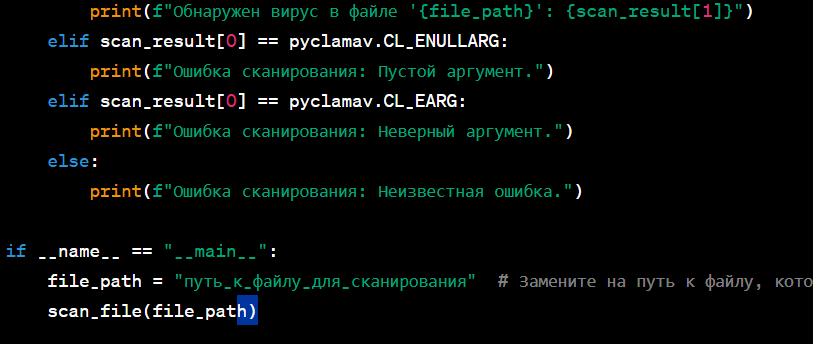 print(f"Обнаружен вирус в файле '{file_path}': {scan_result[1]}")
elif scan_result[0] == pyclamav.CL_ENULLARG:
print(f"Ошибка сканирования: Пустой аргумент.")
elif scan_result[0] == pyclamav.CL_EARG:
print(f"Ошибка сканирования: Неверный аргумент.")
else:
print(f"Ошибка сканирования: Неизвестная ошибка.")
if __name__ == "__main__":
file_path = "путь_к_файлу_для_сканирования"  # Замените на путь к файлу, кото
scan_file(file_path)